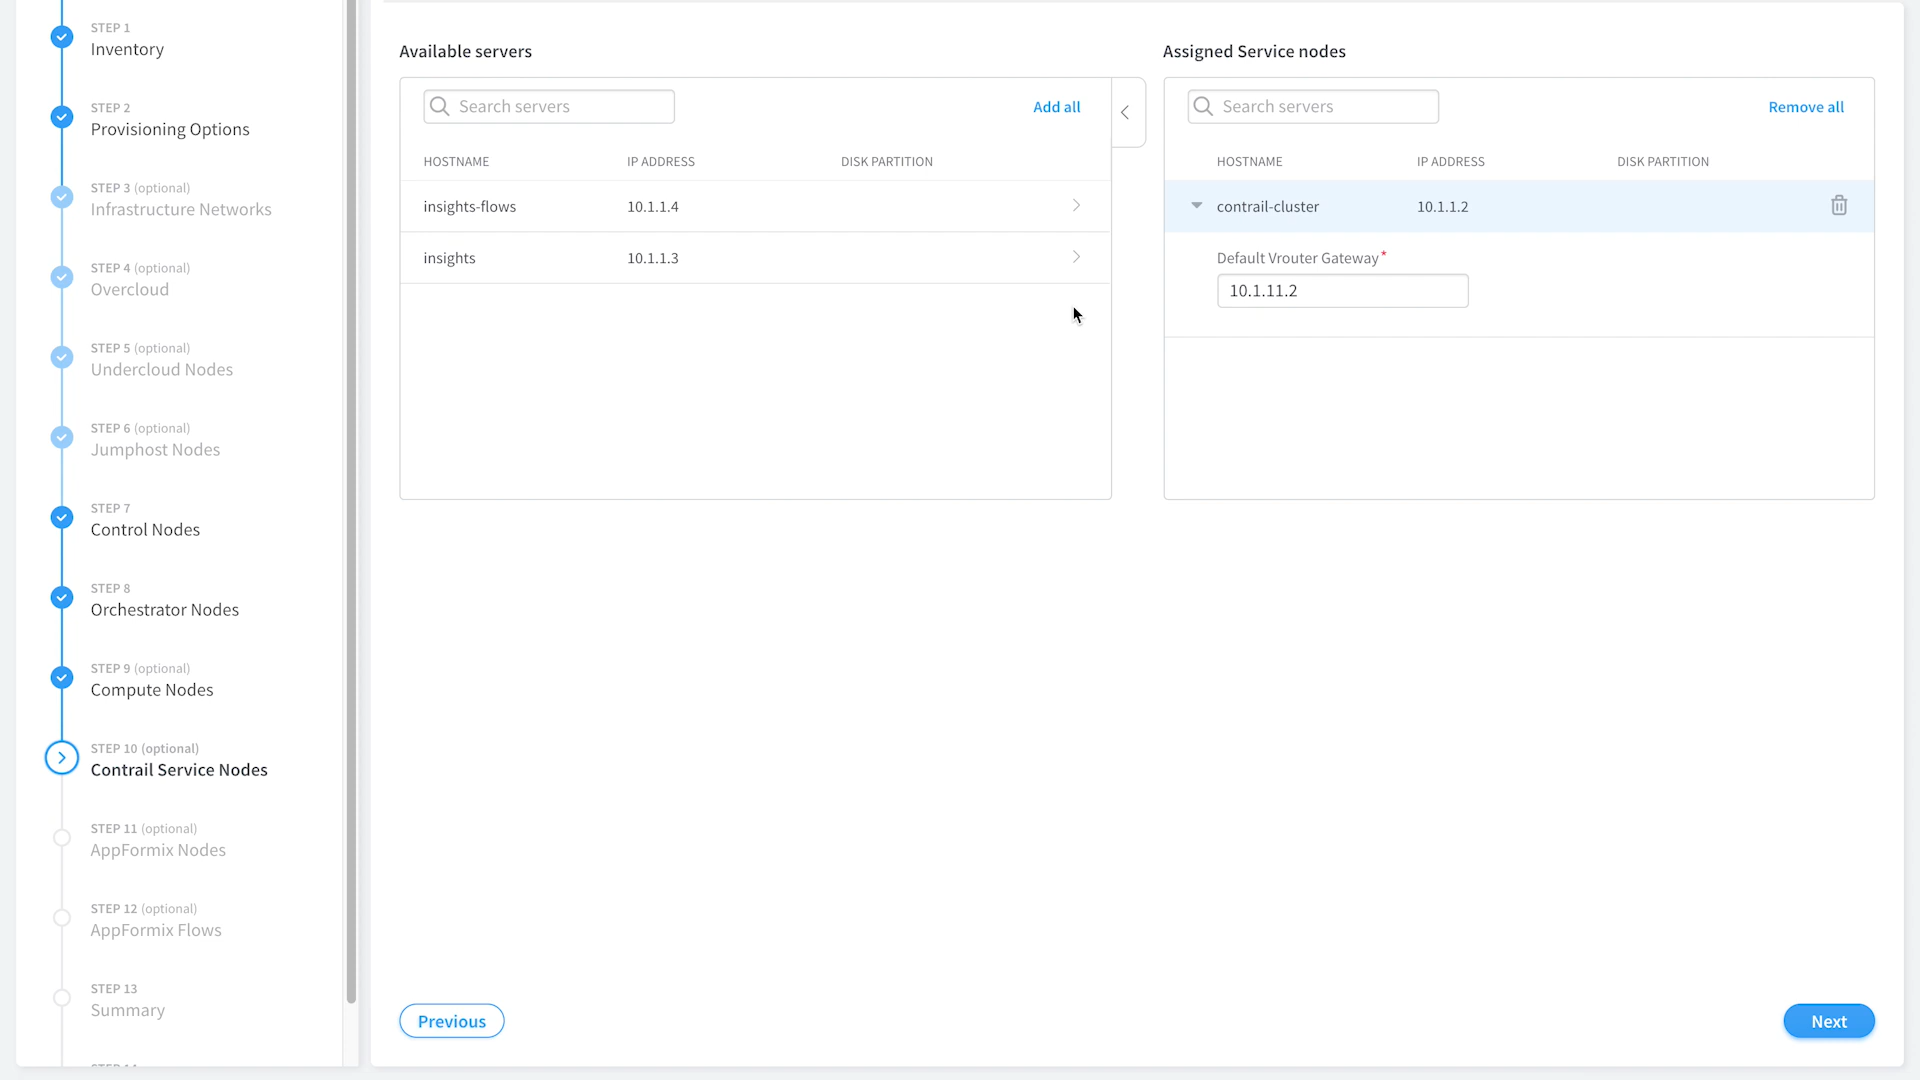 STEP 1
Inventory
STEP 2
Provisioning Options
STEP 3 (optional)
Infrastructure Networks
STEP 4 (optional)
Overcloud
STEP 5 (optional)
Undercloud Nodes
STEP 6 (optional)
Jumphost Nodes
STEP 7
Control Nodes
STEP 8
Orchestrator Nodes
STEP 9 (optional)
Compute Nodes
STEP 10 (optional)
Contrail Service Nodes
STEP 11 (optional)
AppFormix Nodes
STEP 12 (optional)
AppFormix Flows
STEP 13
Summary
Available servers
Search servers
Add all
HOSTNAME IP ADDRESS DISK PARTITION
insights-flows 10.1.1.4
insights 10.1.1.3
Assigned Service nodes
Search servers
Remove all
HOSTNAME IP ADDRESS DISK PARTITION
contrail-cluster 10.1.1.2
Default Vrouter Gateway*
10.1.11.2
Previous
Next